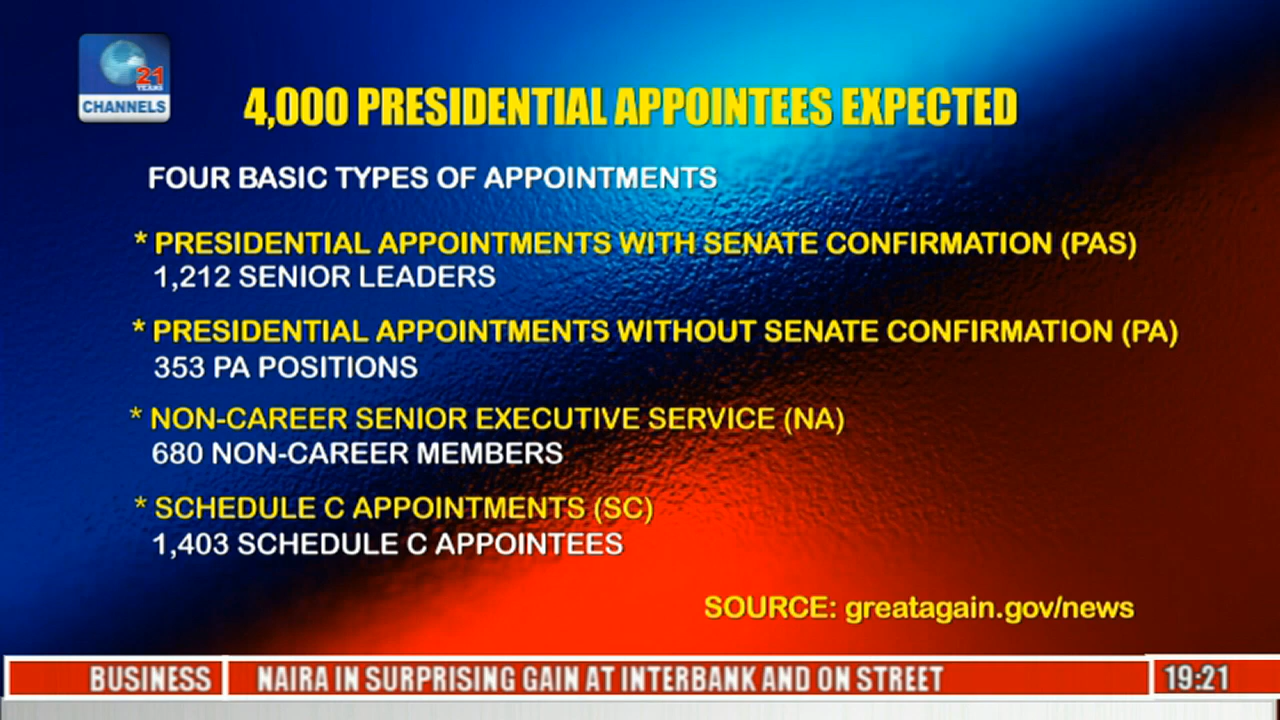 21
YEARS
CHANNELS
4,000 PRESIDENTIAL APPOINTEES EXPECTED
FOUR BASIC TYPES OF APPOINTMENTS
* PRESIDENTIAL APPOINTMENTS WITH SENATE CONFIRMATION (PAS)
1,212 SENIOR LEADERS
* PRESIDENTIAL APPOINTMENTS WITHOUT SENATE CONFIRMATION (PA)
353 PA POSITIONS
* NON-CAREER SENIOR EXECUTIVE SERVICE (NA)
680 NON-CAREER MEMBERS
* SCHEDULE C APPOINTMENTS (SC)
1,403 SCHEDULE C APPOINTEES
SOURCE: greatagain.gov/news
BUSINESS NAIRA IN SURPRISING GAIN AT INTERBANK AND ON STREET 19:21